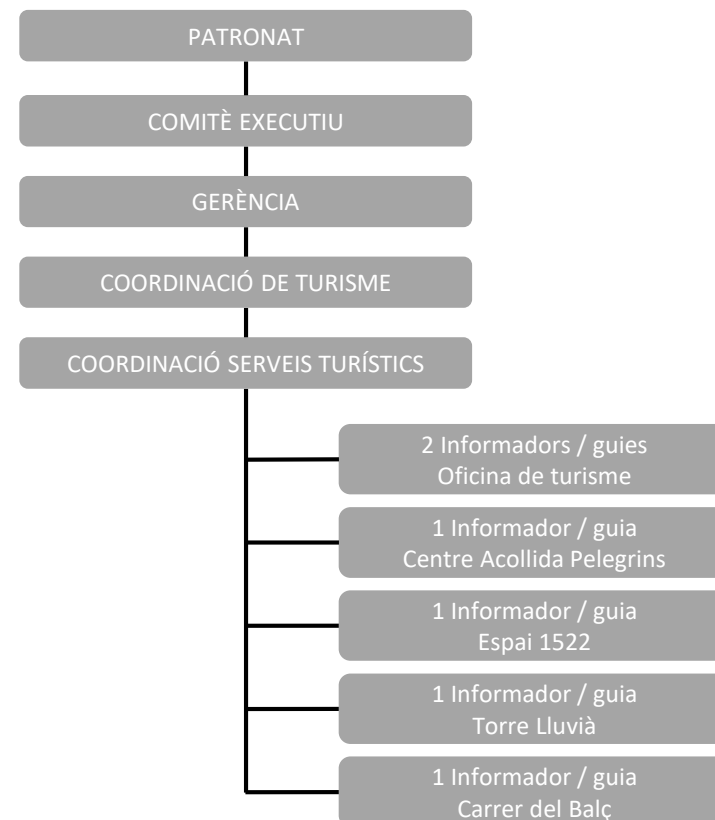 PATRONAT
COMITÈ EXECUTIU
GERÈNCIA
COORDINACIÓ DE TURISME
COORDINACIÓ SERVEIS TURÍSTICS
2 Informadors / guies
Oficina de turisme
1 Informador / guia
Centre Acollida Pelegrins
1 Informador / guia
Espai 1522
1 Informador / guia
Torre Lluvià
1 Informador / guia
Carrer del Balç